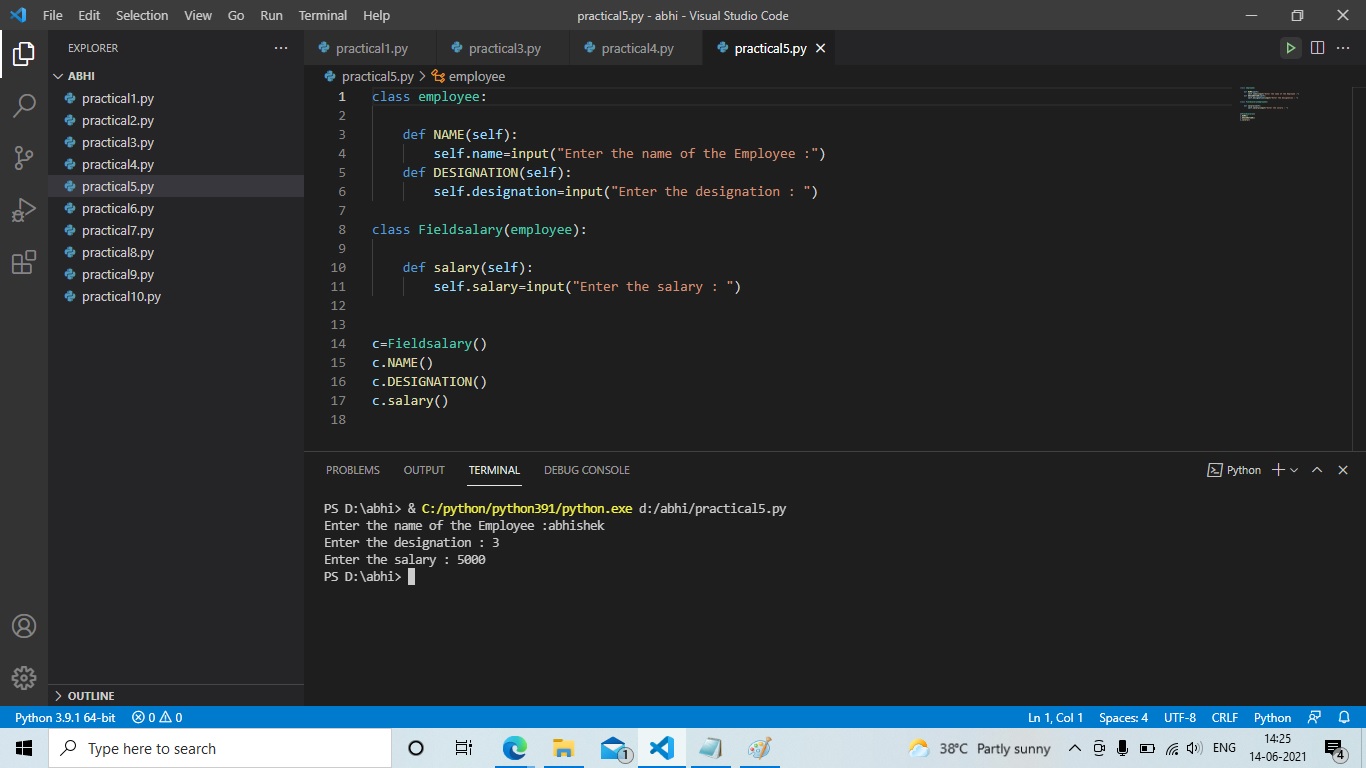 File Edit Selection View Go Run Terminal Help practical5.py - abhi - Visual Studio Code
EXPLORER
ABHI
practical1.py
practical2.py
practical3.py
practical4.py
practical5.py
practical6.py
practical7.py
practical8.py
practical9.py
practical10.py
OUTLINE
practical1.py practical3.py practical4.py practical5.py
practical5.py > employee
1 class employee:
2
3     def NAME(self):
4         self.name=input("Enter the name of the Employee :")
5     def DESIGNATION(self):
6         self.designation=input("Enter the designation : ")
7
8 class Fieldsalary(employee):
9
10     def salary(self):
11         self.salary=input("Enter the salary : ")
12
13
14 c=Fieldsalary()
15 c.NAME()
16 c.DESIGNATION()
17 c.salary()
18
PROBLEMS OUTPUT TERMINAL DEBUG CONSOLE Python
PS D:\abhi> & C:/python/python391/python.exe d:/abhi/practical5.py
Enter the name of the Employee :abhishek
Enter the designation : 3
Enter the salary : 5000
PS D:\abhi>
Python 3.9.1 64-bit 0 0 Ln 1, Col 1 Spaces: 4 UTF-8 CRLF Python
Type here to search 1 38°C Partly sunny ENG 14:25
14-06-2021 4